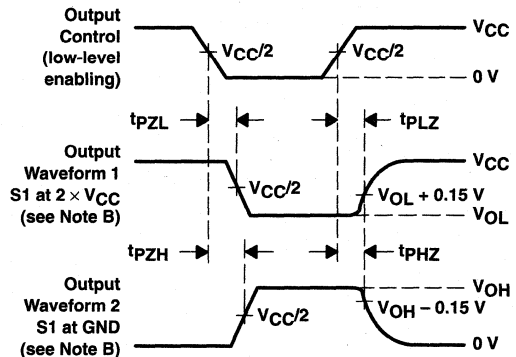 Output
Control
(low-level
enabling)
VCC/2
VCC/2
VCC
0 V
tPZL
tPLZ
Output
Waveform 1
S1 at 2 × VCC
(see Note B)
VCC/2
VCC
VOL + 0.15 V
VOL
tPZH
tPHZ
Output
Waveform 2
S1 at GND
(see Note B)
VCC/2
VOH
VOH − 0.15 V
0 V